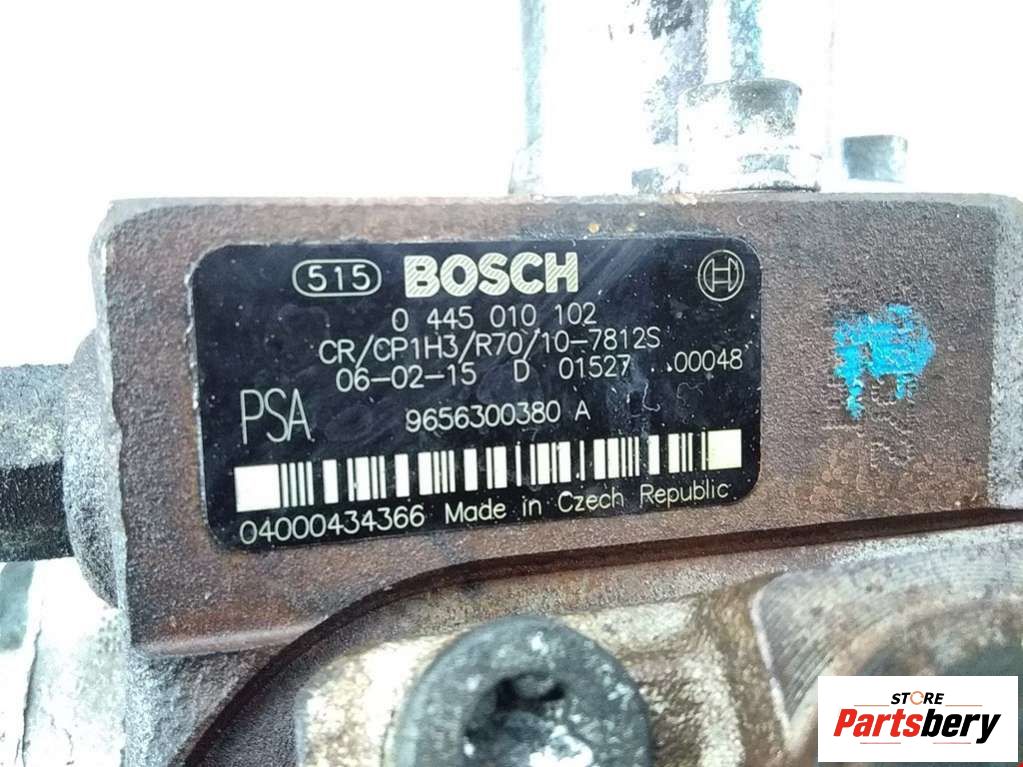 515 BOSCH
0 445 010 102
CR/CP1H3/R70/10-7812S
06-02-15 D 01527 ..00048
PSA 9656300380 A
04000434366 Made in Czech Republic
STORE
Partsbery